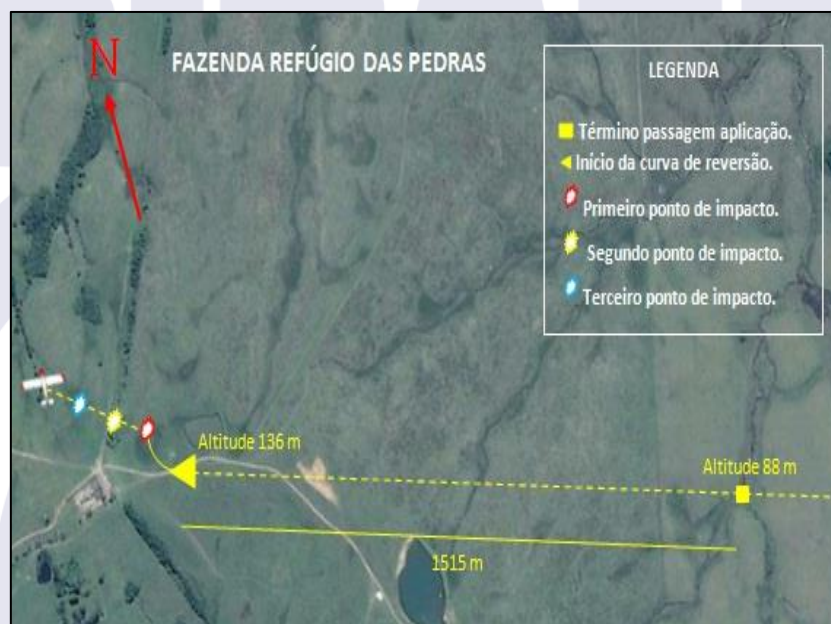 N
FAZENDA REFÚGIO DAS PEDRAS
LEGENDA
Término passagem aplicação.
Inicio da curva de reversão.
Primeiro ponto de impacto.
Segundo ponto de impacto.
Terceiro ponto de impacto.
Altitude 136 m
Altitude 88 m
1515 m